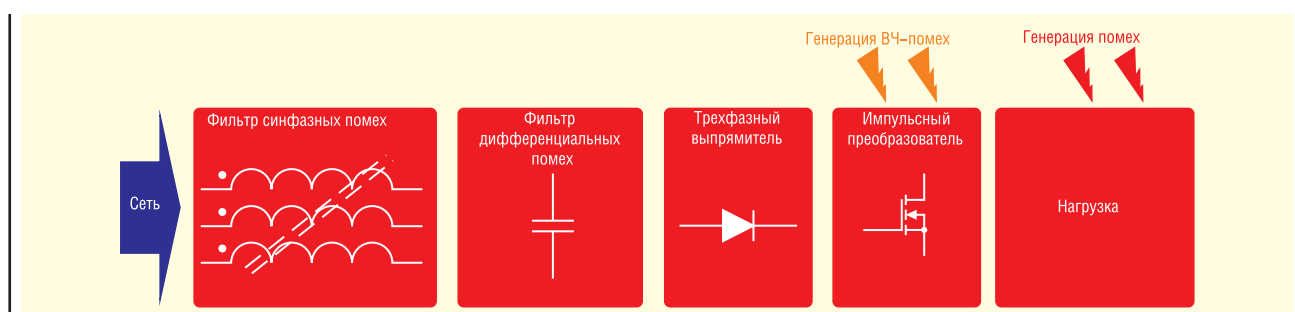 Генерация ВЧ–помех
Генерация помех
Сеть
Фильтр синфазных помех
Фильтр
дифференциальных
помех
Трехфазный
выпрямитель
Импульсный
преобразователь
Нагрузка